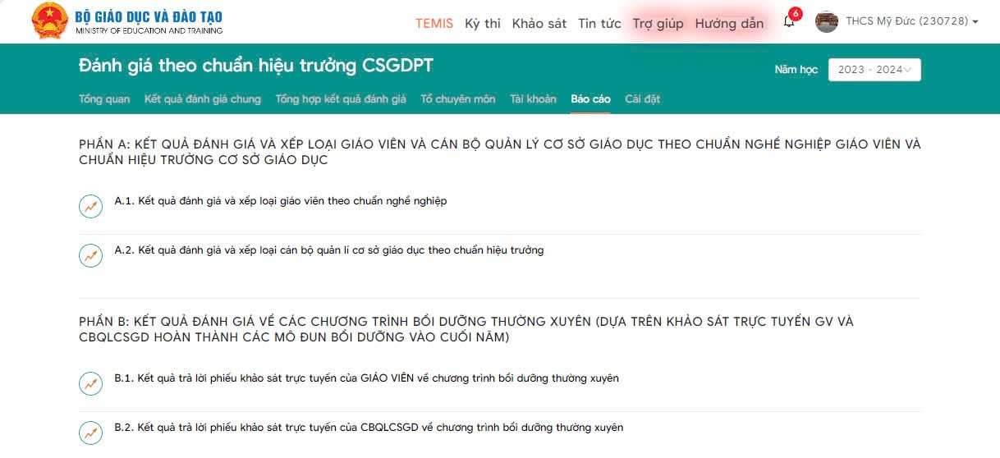 BỘ GIÁO DỤC VÀ ĐÀO TẠO
MINISTRY OF EDUCATION AND TRAINING
TEMIS Kỳ thi Khảo sát Tin tức Trợ giúp Hướng dẫn 6 THCS Mỹ Đức (230728)
Đánh giá theo chuẩn hiệu trưởng CSGDPT
Năm học 2023 - 2024
Tổng quan Kết quả đánh giá chung Tổng hợp kết quả đánh giá Tổ chuyên môn Tài khoản Báo cáo Cài đặt
PHẦN A: KẾT QUẢ ĐÁNH GIÁ VÀ XẾP LOẠI GIÁO VIÊN VÀ CÁN BỘ QUẢN LÝ CƠ SỞ GIÁO DỤC THEO CHUẨN NGHỀ NGHIỆP GIÁO VIÊN VÀ
CHUẨN HIỆU TRƯỞNG CƠ SỞ GIÁO DỤC
A.1. Kết quả đánh giá và xếp loại giáo viên theo chuẩn nghề nghiệp
A.2. Kết quả đánh giá và xếp loại cán bộ quản lí cơ sở giáo dục theo chuẩn hiệu trưởng
PHẦN B: KẾT QUẢ ĐÁNH GIÁ VỀ CÁC CHƯƠNG TRÌNH BỒI DƯỠNG THƯỜNG XUYÊN (DỰA TRÊN KHẢO SÁT TRỰC TUYẾN GV VÀ
CBQLCSGD HOÀN THÀNH CÁC MÔ ĐUN BỒI DƯỠNG VÀO CUỐI NĂM)
B.1. Kết quả trả lời phiếu khảo sát trực tuyến của GIÁO VIÊN về chương trình bồi dưỡng thường xuyên
B.2. Kết quả trả lời phiếu khảo sát trực tuyến của CBQLCSGD về chương trình bồi dưỡng thường xuyên